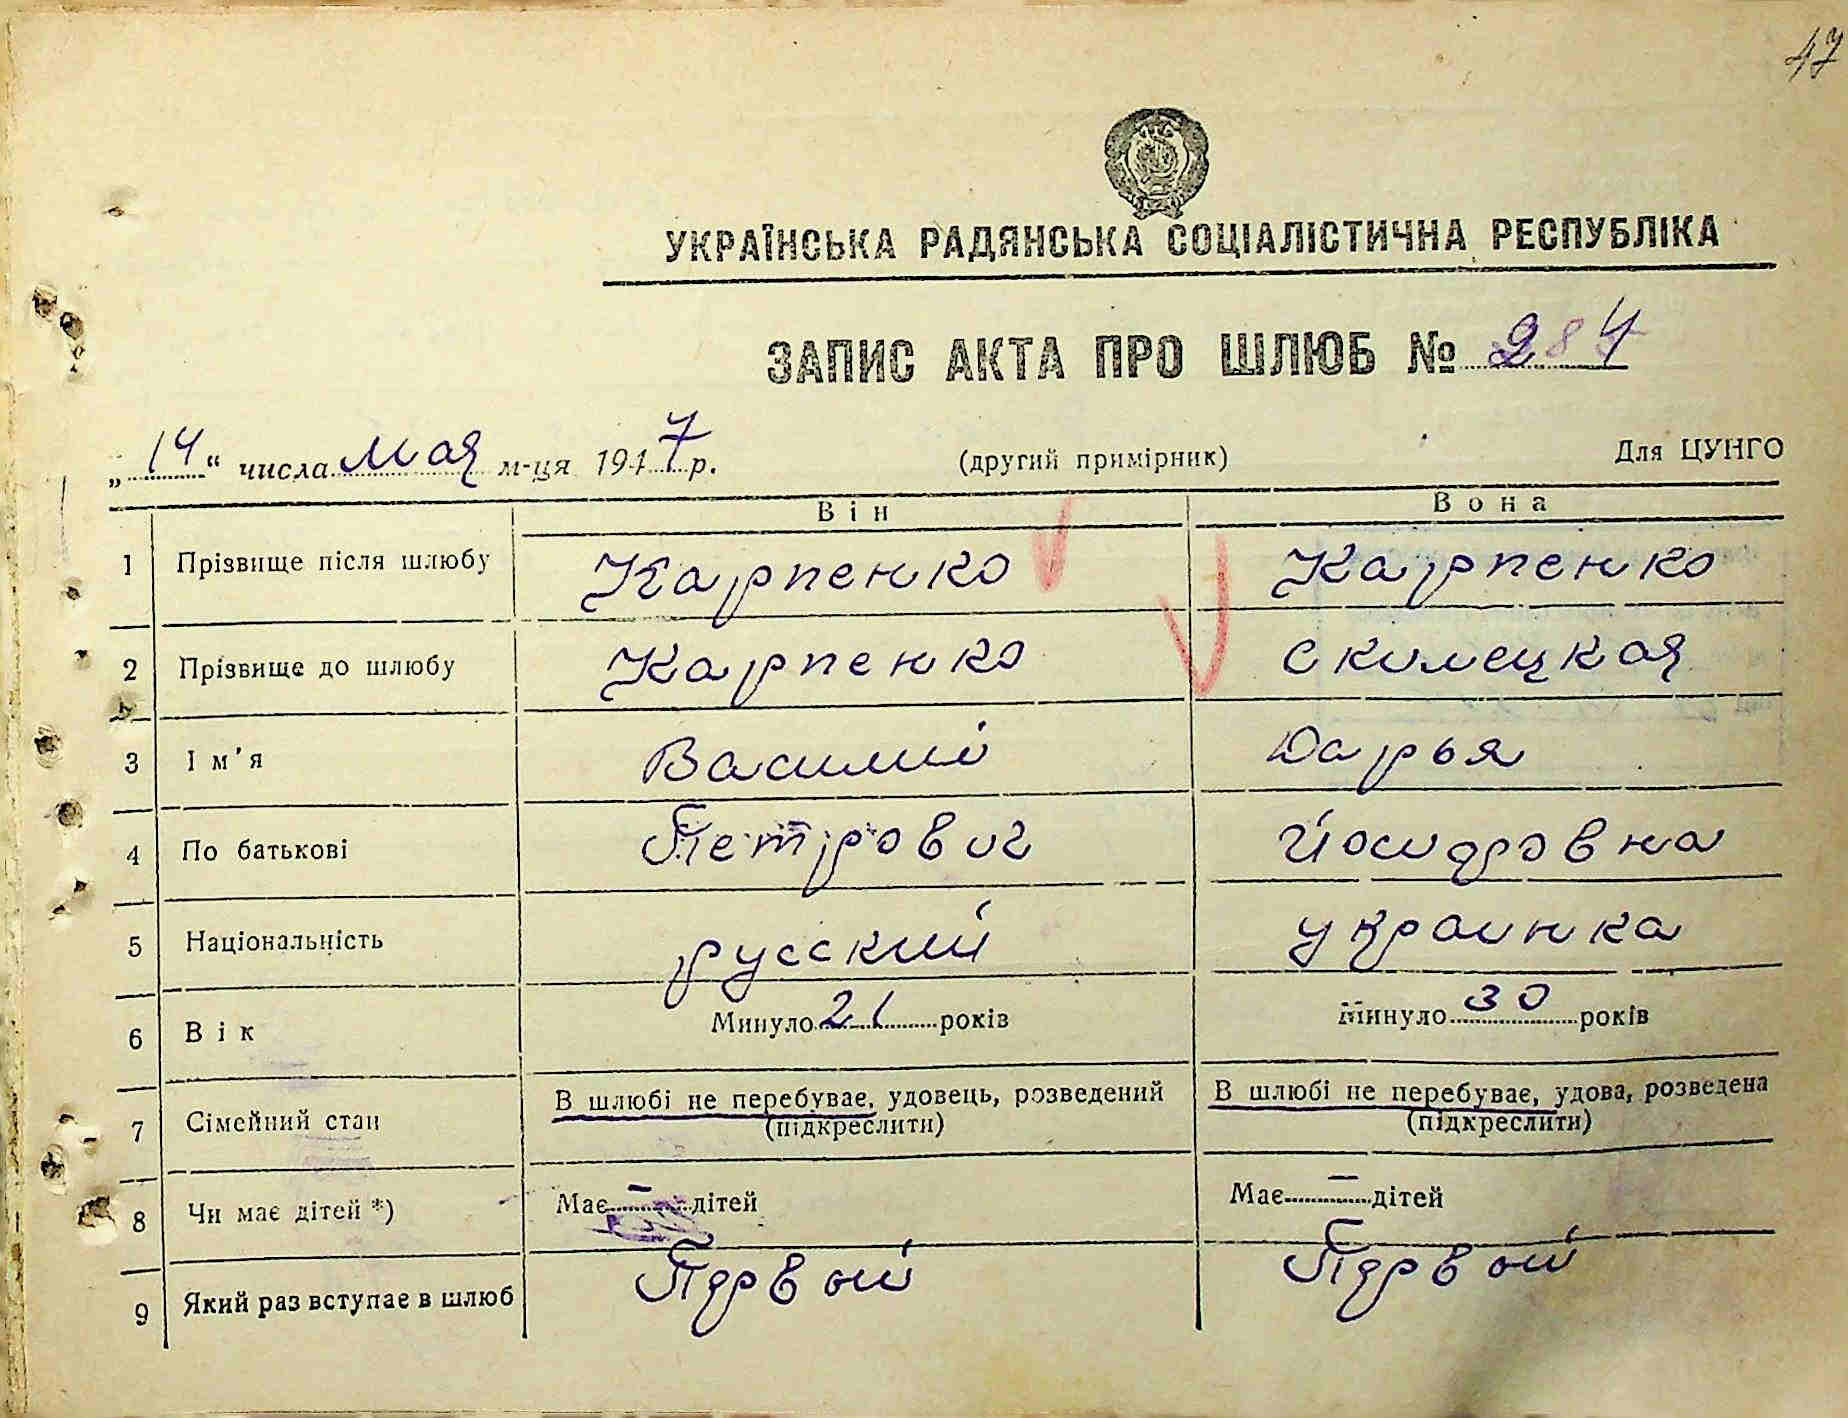 47
УКРАЇНСЬКА РАДЯНСЬКА СОЦІАЛІСТИЧНА РЕСПУБЛІКА
ЗАПИС АКТА ПРО ШЛЮБ № 284
„14“ числа мая м-ця 1947 р. (другий примірник) Для ЦУНГО
Він Вона
1 Прізвище після шлюбу Карпенко Карпенко
2 Прізвище до шлюбу Карпенко Скилецкая
3 Ім'я Василий Дарья
4 По батькові Петрович Йосифовна
5 Національність русский украинка
6 Вік Минуло 21 років Минуло 30 років
7 Сімейний стан В шлюбі не перебуває, удовець, розведений В шлюбі не перебуває, удова, розведена
(підкреслити) (підкреслити)
8 Чи має дітей *) Має — дітей Має — дітей
9 Який раз вступає в шлюб Первый Первый